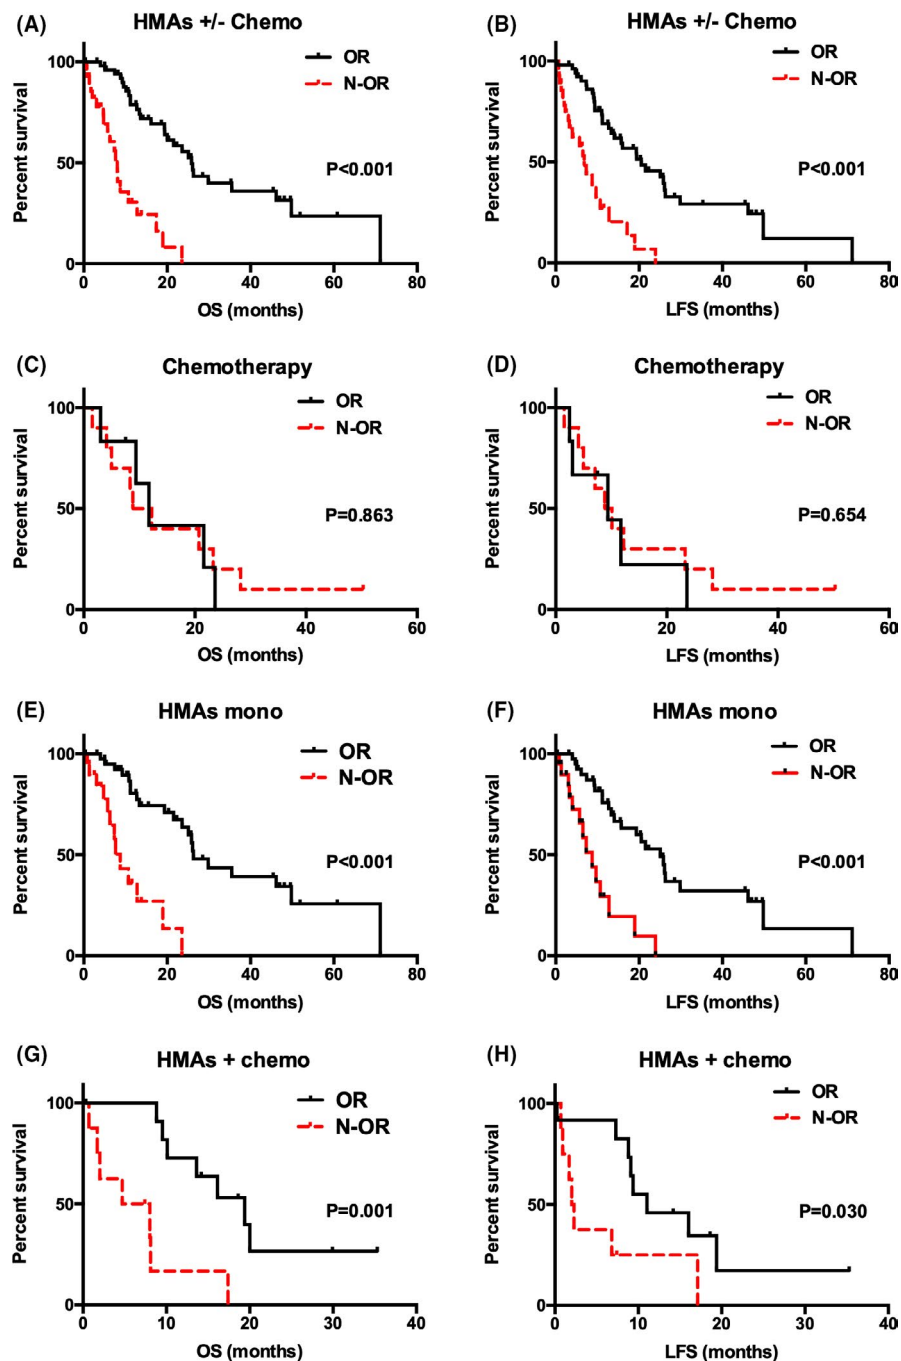 (A) HMAs +/- Chemo
OR
N-OR
P<0.001
Percent survival
100
50
0
0 20 40 60 80
OS (months)
(B) HMAs +/- Chemo
OR
N-OR
P<0.001
Percent survival
100
50
0
0 20 40 60 80
LFS (months)
(C) Chemotherapy
OR
N-OR
P=0.863
Percent survival
100
50
0
0 20 40 60
OS (months)
(D) Chemotherapy
OR
N-OR
P=0.654
Percent survival
100
50
0
0 20 40 60
LFS (months)
(E) HMAs mono
OR
N-OR
P<0.001
Percent survival
100
50
0
0 20 40 60 80
OS (months)
(F) HMAs mono
OR
N-OR
P<0.001
Percent survival
100
50
0
0 20 40 60 80
LFS (months)
(G) HMAs + chemo
OR
N-OR
P=0.001
Percent survival
100
50
0
0 10 20 30 40
OS (months)
(H) HMAs + chemo
OR
N-OR
P=0.030
Percent survival
100
50
0
0 10 20 30 40
LFS (months)